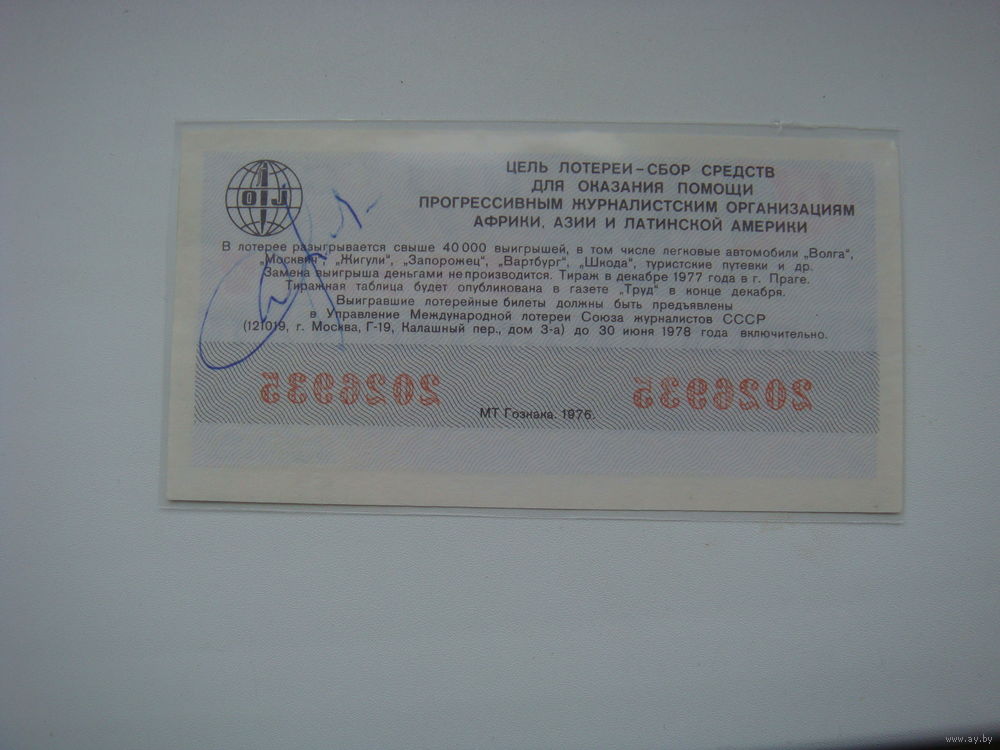 ЦЕЛЬ ЛОТЕРЕИ – СБОР СРЕДСТВ
ДЛЯ ОКАЗАНИЯ ПОМОЩИ
ПРОГРЕССИВНЫМ ЖУРНАЛИСТСКИМ ОРГАНИЗАЦИЯМ
АФРИКИ, АЗИИ И ЛАТИНСКОЙ АМЕРИКИ
В лотерее разыгрывается свыше 40 000 выигрышей, в том числе легковые автомобили „Волга“,
„Москвич“, „Жигули“, „Запорожец“, „Вартбург“, „Шкода“, туристские путевки и др.
Замена выигрыша деньгами не производится. Тираж в декабре 1977 года в г. Праге.
Тиражная таблица будет опубликована в газете „Труд“ в конце декабря.
Выигравшие лотерейные билеты должны быть предъявлены
в Управление Международной лотереи Союза журналистов СССР
(121019, г. Москва, Г-19, Калашный пер., дом 3-а) до 30 июня 1978 года включительно.
2026935 2026935
МТ Гознака. 1976.
www.ay.by